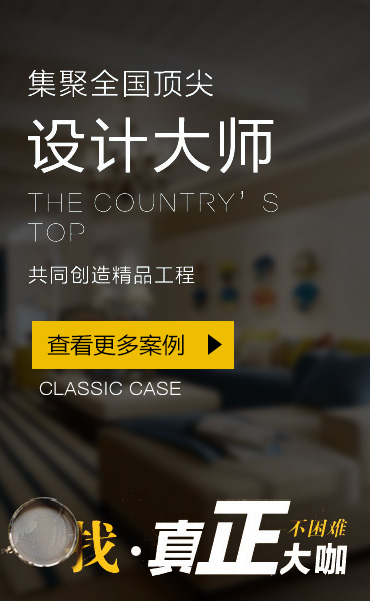 集聚全国顶尖
设计大师
THE COUNTRY'S
TOP
共同创造精品工程
查看更多案例
CLASSIC CASE
找·真正大咖
不困难